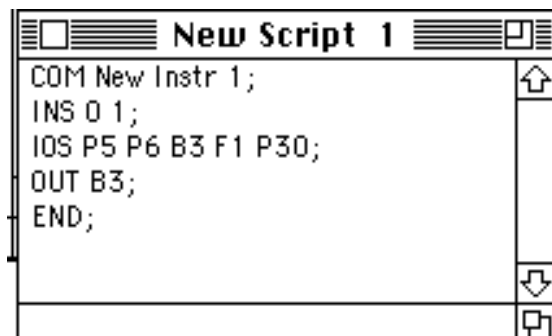 New Script 1
COM New Instr 1;
INS 0 1;
IOS P5 P6 B3 F1 P30;
OUT B3;
END;